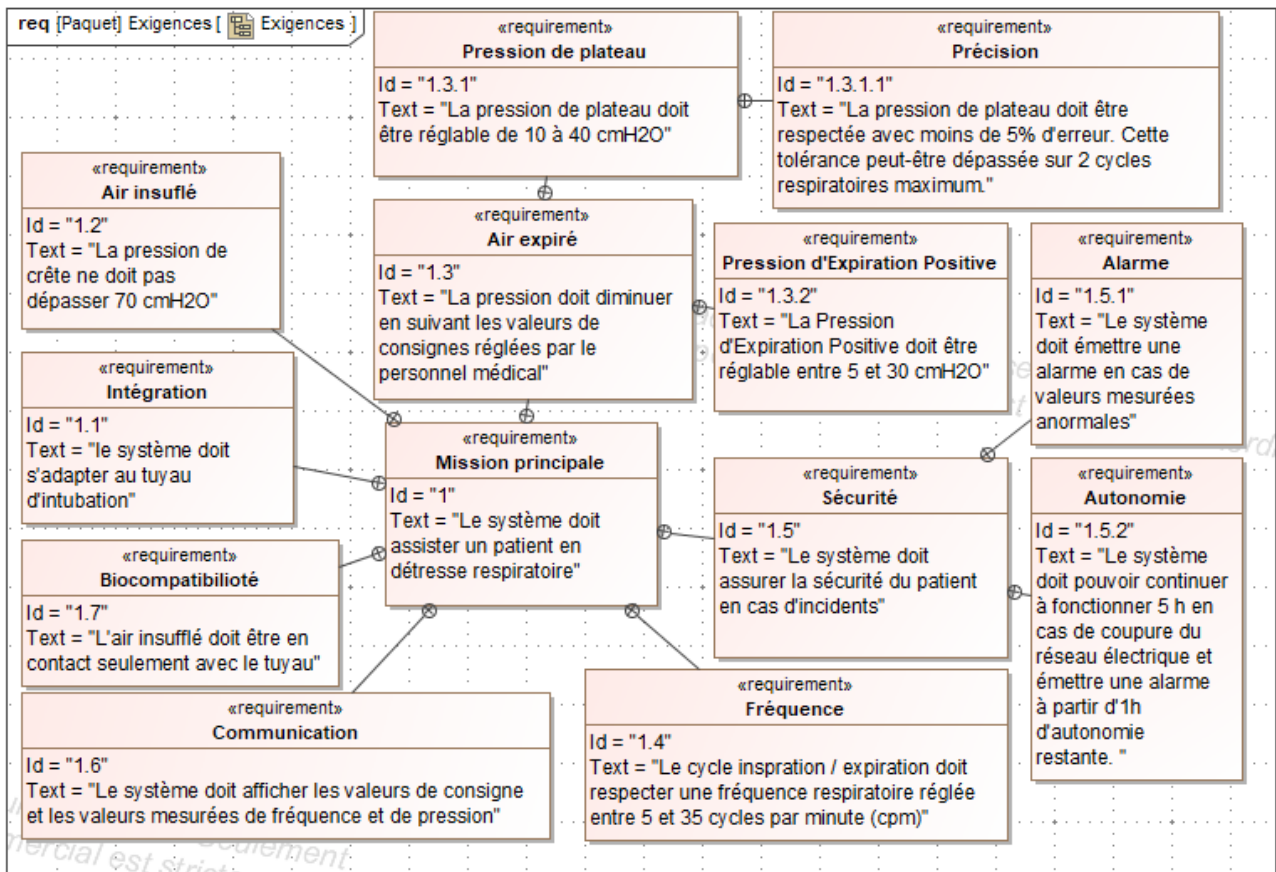 req [Paquet] Exigences [ Exigences ]
«requirement»
Pression de plateau
Id = "1.3.1"
Text = "La pression de plateau doit
être réglable de 10 à 40 cmH2O"
«requirement»
Précision
Id = "1.3.1.1"
Text = "La pression de plateau doit être
respectée avec moins de 5% d'erreur. Cette
tolérance peut-être dépassée sur 2 cycles
respiratoires maximum."
«requirement»
Air insuflé
Id = "1.2"
Text = "La pression de
crête ne doit pas
dépasser 70 cmH2O"
«requirement»
Air expiré
Id = "1.3"
Text = "La pression doit diminuer
en suivant les valeurs de
consignes réglées par le
personnel médical"
«requirement»
Pression d'Expiration Positive
Id = "1.3.2"
Text = "La Pression
d'Expiration Positive doit être
réglable entre 5 et 30 cmH2O"
«requirement»
Alarme
Id = "1.5.1"
Text = "Le système
doit émettre une
alarme en cas de
valeurs mesurées
anormales"
«requirement»
Intégration
Id = "1.1"
Text = "le système doit
s'adapter au tuyau
d'intubation"
«requirement»
Mission principale
Id = "1"
Text = "Le système doit
assister un patient en
détresse respiratoire"
«requirement»
Sécurité
Id = "1.5"
Text = "Le système doit
assurer la sécurité du patient
en cas d'incidents"
«requirement»
Autonomie
Id = "1.5.2"
Text = "Le système
doit pouvoir continuer
à fonctionner 5 h en
cas de coupure du
réseau électrique et
émettre une alarme
à partir d'1h
d'autonomie
restante. "
«requirement»
Biocompatibilioté
Id = "1.7"
Text = "L'air insufflé doit être en
contact seulement avec le tuyau"
«requirement»
Communication
Id = "1.6"
Text = "Le système doit afficher les valeurs de consigne
et les valeurs mesurées de fréquence et de pression"
«requirement»
Fréquence
Id = "1.4"
Text = "Le cycle inspration / expiration doit
respecter une fréquence respiratoire réglée
entre 5 et 35 cycles par minute (cpm)"